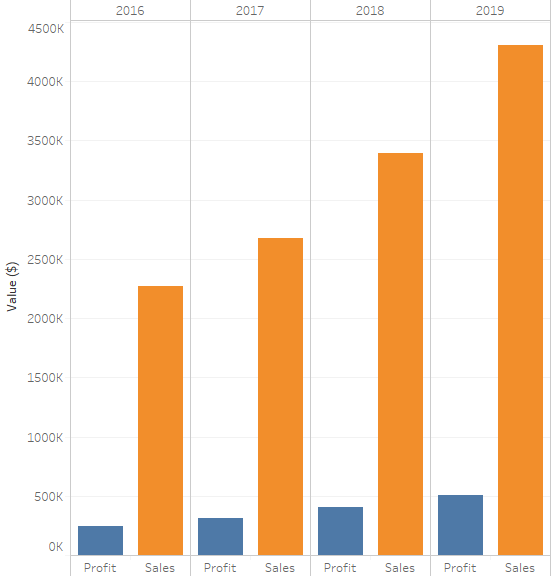 2016 2017 2018 2019
4500K
4000K
3500K
3000K
2500K
2000K
1500K
1000K
500K
0K
Value ($)
Profit Sales Profit Sales Profit Sales Profit Sales